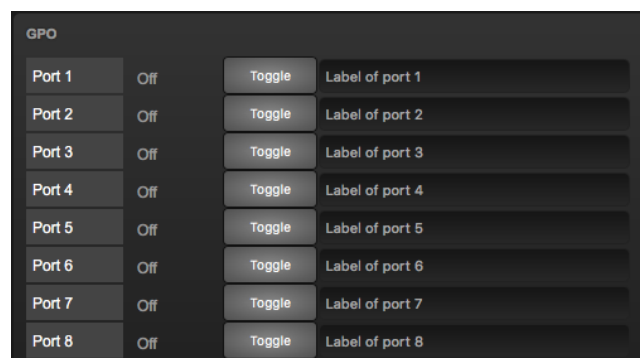 GPO
Port 1 Off Toggle Label of port 1
Port 2 Off Toggle Label of port 2
Port 3 Off Toggle Label of port 3
Port 4 Off Toggle Label of port 4
Port 5 Off Toggle Label of port 5
Port 6 Off Toggle Label of port 6
Port 7 Off Toggle Label of port 7
Port 8 Off Toggle Label of port 8